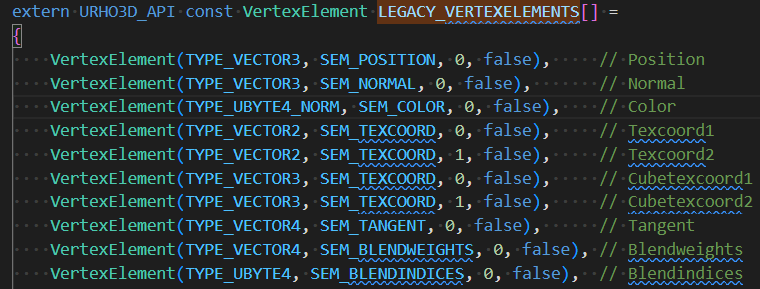 extern URHO3D_API const VertexElement LEGACY_VERTEXELEMENTS[] =
{
    VertexElement(TYPE_VECTOR3, SEM_POSITION, 0, false),     // Position
    VertexElement(TYPE_VECTOR3, SEM_NORMAL, 0, false),       // Normal
    VertexElement(TYPE_UBYTE4_NORM, SEM_COLOR, 0, false),    // Color
    VertexElement(TYPE_VECTOR2, SEM_TEXCOORD, 0, false),     // Texcoord1
    VertexElement(TYPE_VECTOR2, SEM_TEXCOORD, 1, false),     // Texcoord2
    VertexElement(TYPE_VECTOR3, SEM_TEXCOORD, 0, false),     // Cubetexcoord1
    VertexElement(TYPE_VECTOR3, SEM_TEXCOORD, 1, false),     // Cubetexcoord2
    VertexElement(TYPE_VECTOR4, SEM_TANGENT, 0, false),      // Tangent
    VertexElement(TYPE_VECTOR4, SEM_BLENDWEIGHTS, 0, false), // Blendweights
    VertexElement(TYPE_UBYTE4, SEM_BLENDINDICES, 0, false),  // Blendindices